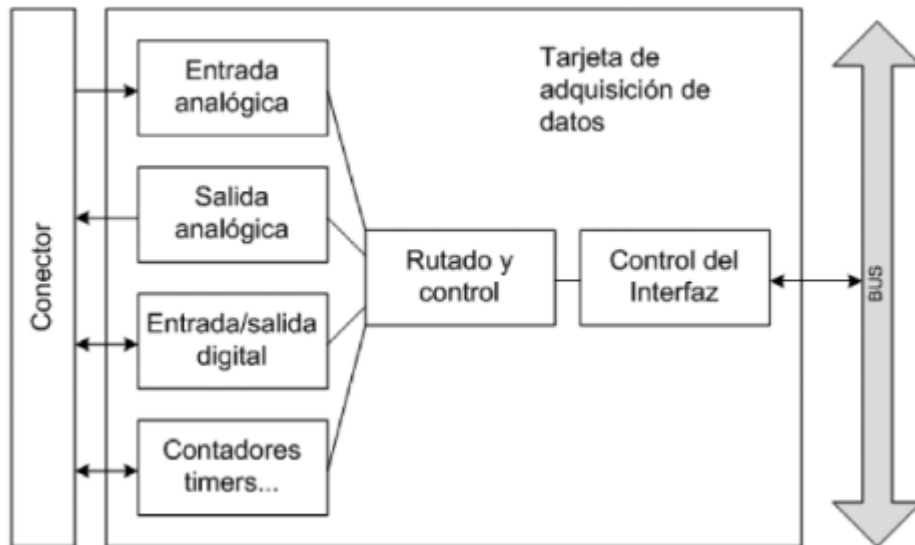 Conector
Entrada
analógica
Salida
analógica
Entrada/salida
digital
Contadores
timers...
Rutado y
control
Tarjeta de
adquisición de
datos
Control del
Interfaz
BUS